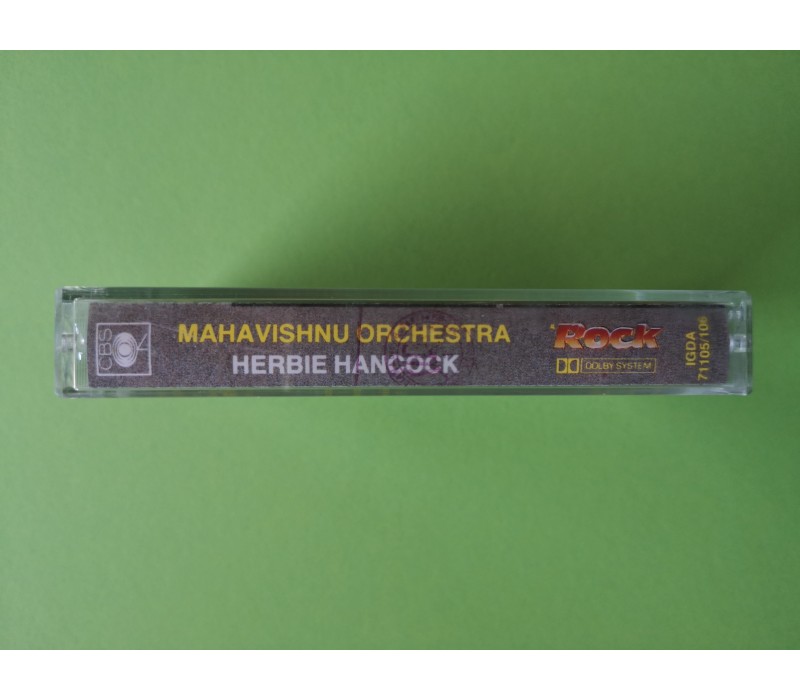 CBS
MAHAVISHNU ORCHESTRA
HERBIE HANCOCK
Rock
DOLBY SYSTEM
IGDA
71105/106